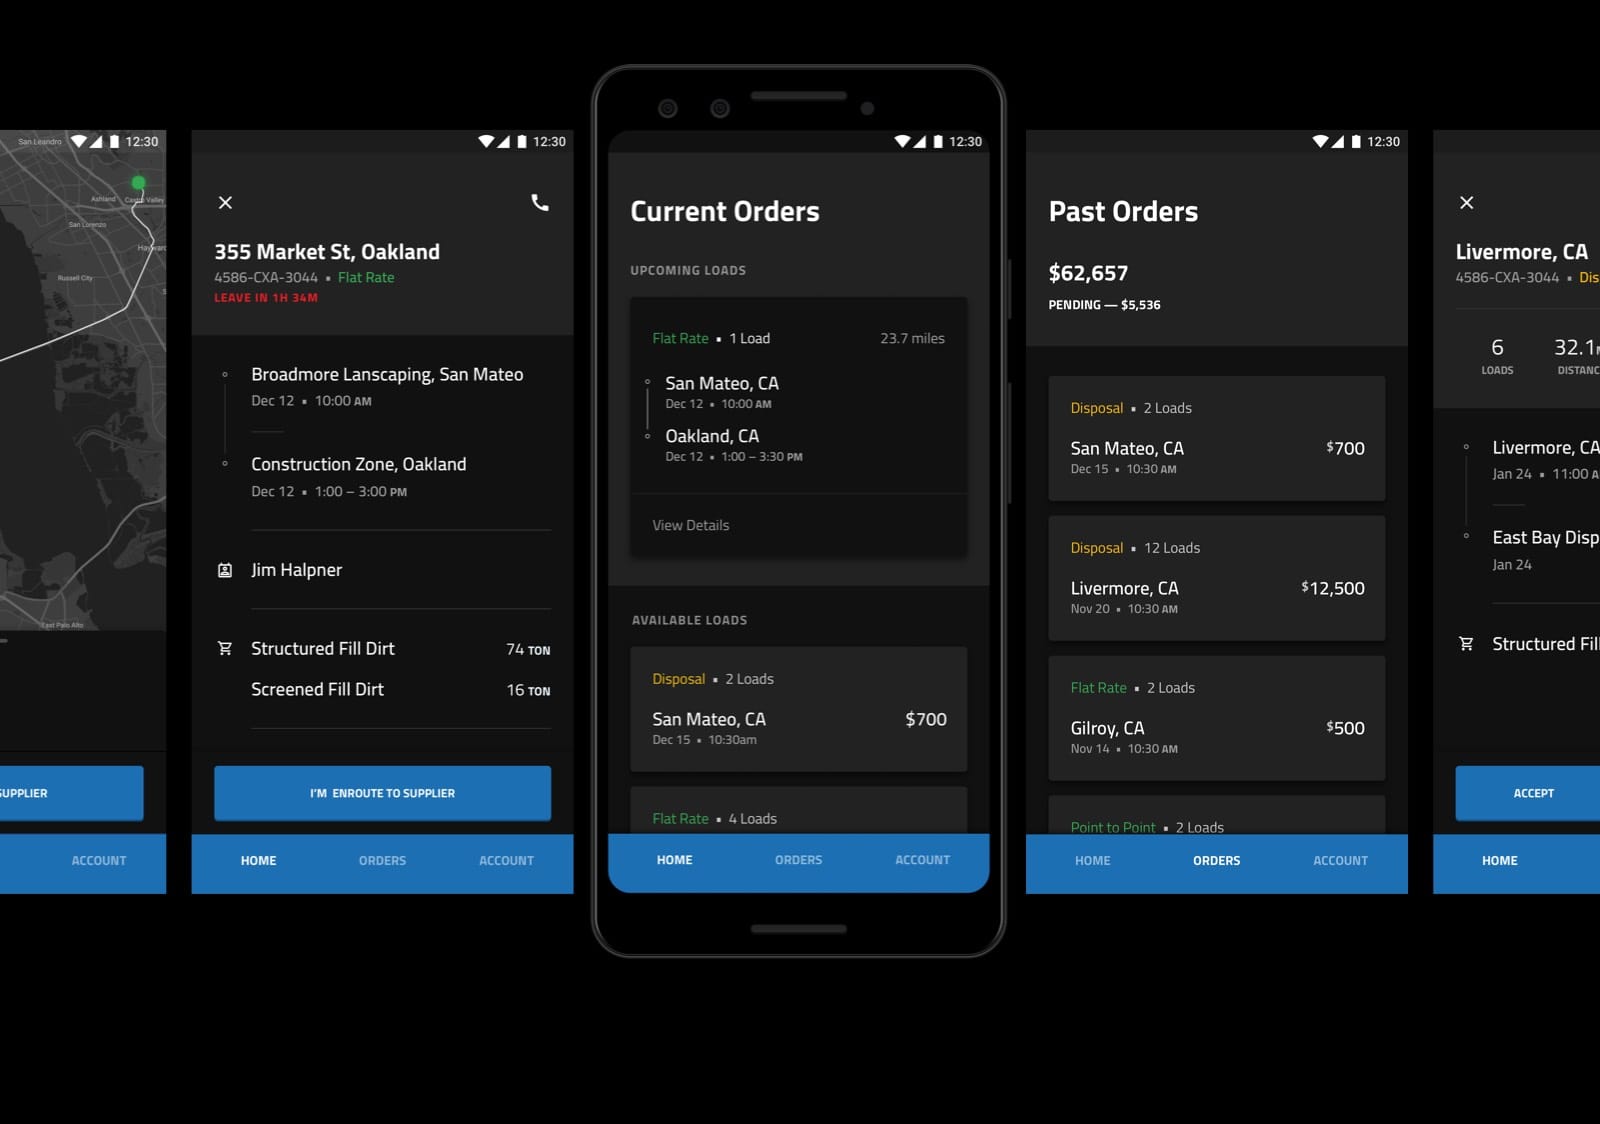 San Leandro
12:30
Ashland
Castro Valley
San Lorenzo
Hayward
Russell City
East Palo Alto
SUPPLIER
ACCOUNT
12:30
355 Market St, Oakland
4586-CXA-3044 ▪ Flat Rate
LEAVE IN 1H 34M
Broadmore Lanscaping, San Mateo
Dec 12 ▪ 10:00 AM
Construction Zone, Oakland
Dec 12 ▪ 1:00 – 3:00 PM
Jim Halpner
Structured Fill Dirt 74 TON
Screened Fill Dirt 16 TON
I'M ENROUTE TO SUPPLIER
HOME ORDERS ACCOUNT
12:30
Current Orders
UPCOMING LOADS
Flat Rate ▪ 1 Load 23.7 miles
San Mateo, CA
Dec 12 ▪ 10:00 AM
Oakland, CA
Dec 12 ▪ 1:00 – 3:30 PM
View Details
AVAILABLE LOADS
Disposal ▪ 2 Loads
San Mateo, CA $700
Dec 15 ▪ 10:30am
Flat Rate ▪ 4 Loads
HOME ORDERS ACCOUNT
12:30
Past Orders
$62,657
PENDING — $5,536
Disposal ▪ 2 Loads
San Mateo, CA $700
Dec 15 ▪ 10:30 AM
Disposal ▪ 12 Loads
Livermore, CA $12,500
Nov 20 ▪ 10:30 AM
Flat Rate ▪ 2 Loads
Gilroy, CA $500
Nov 14 ▪ 10:30 AM
Point to Point ▪ 2 Loads
HOME ORDERS ACCOUNT
Livermore, CA
4586-CXA-3044 ▪ Dis
6 32.1
LOADS DISTANC
Livermore, CA
Jan 24 ▪ 11:00 A
East Bay Disp
Jan 24
Structured Fil
ACCEPT
HOME